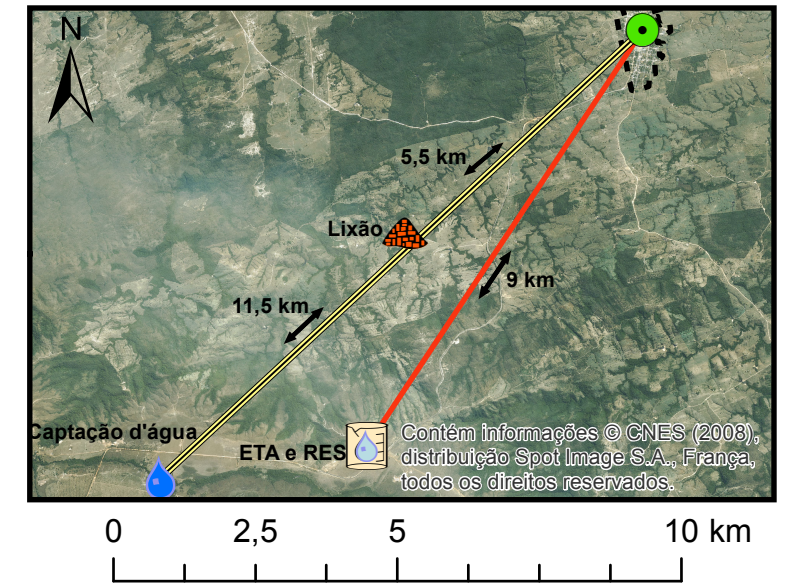 N
5,5 km
Lixão
9 km
11,5 km
Captação d'água
ETA e RES
Contém informações © CNES (2008),
distribuição Spot Image S.A., França,
todos os direitos reservados.
0 2,5 5 10 km